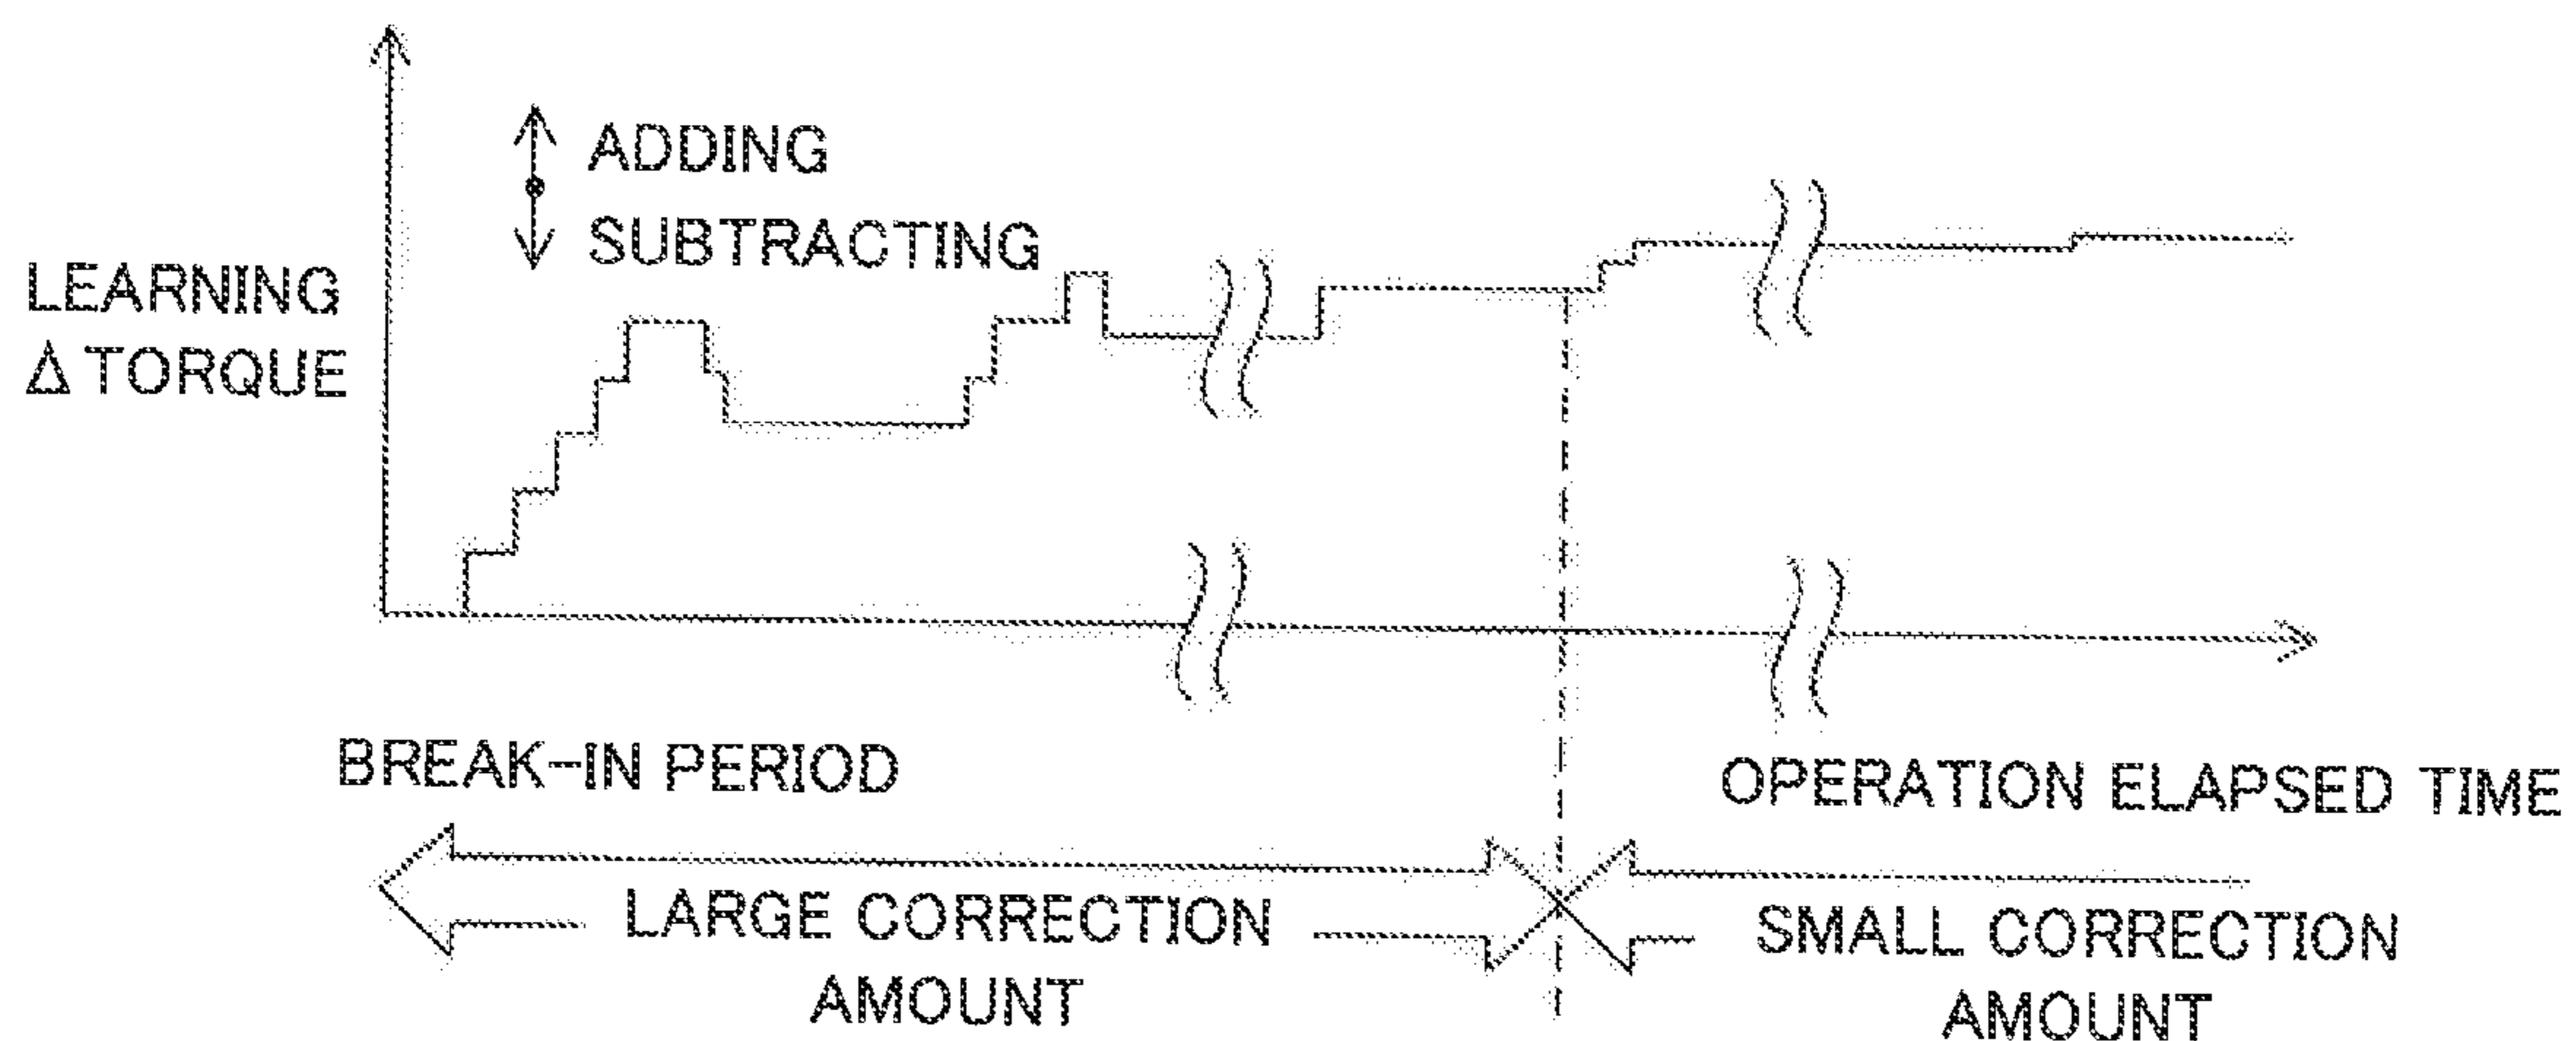 ADDING
SUBTRACTING
LEARNING
Δ TORQUE
BREAK-IN PERIOD
OPERATION ELAPSED TIME
LARGE CORRECTION
AMOUNT
SMALL CORRECTION
AMOUNT